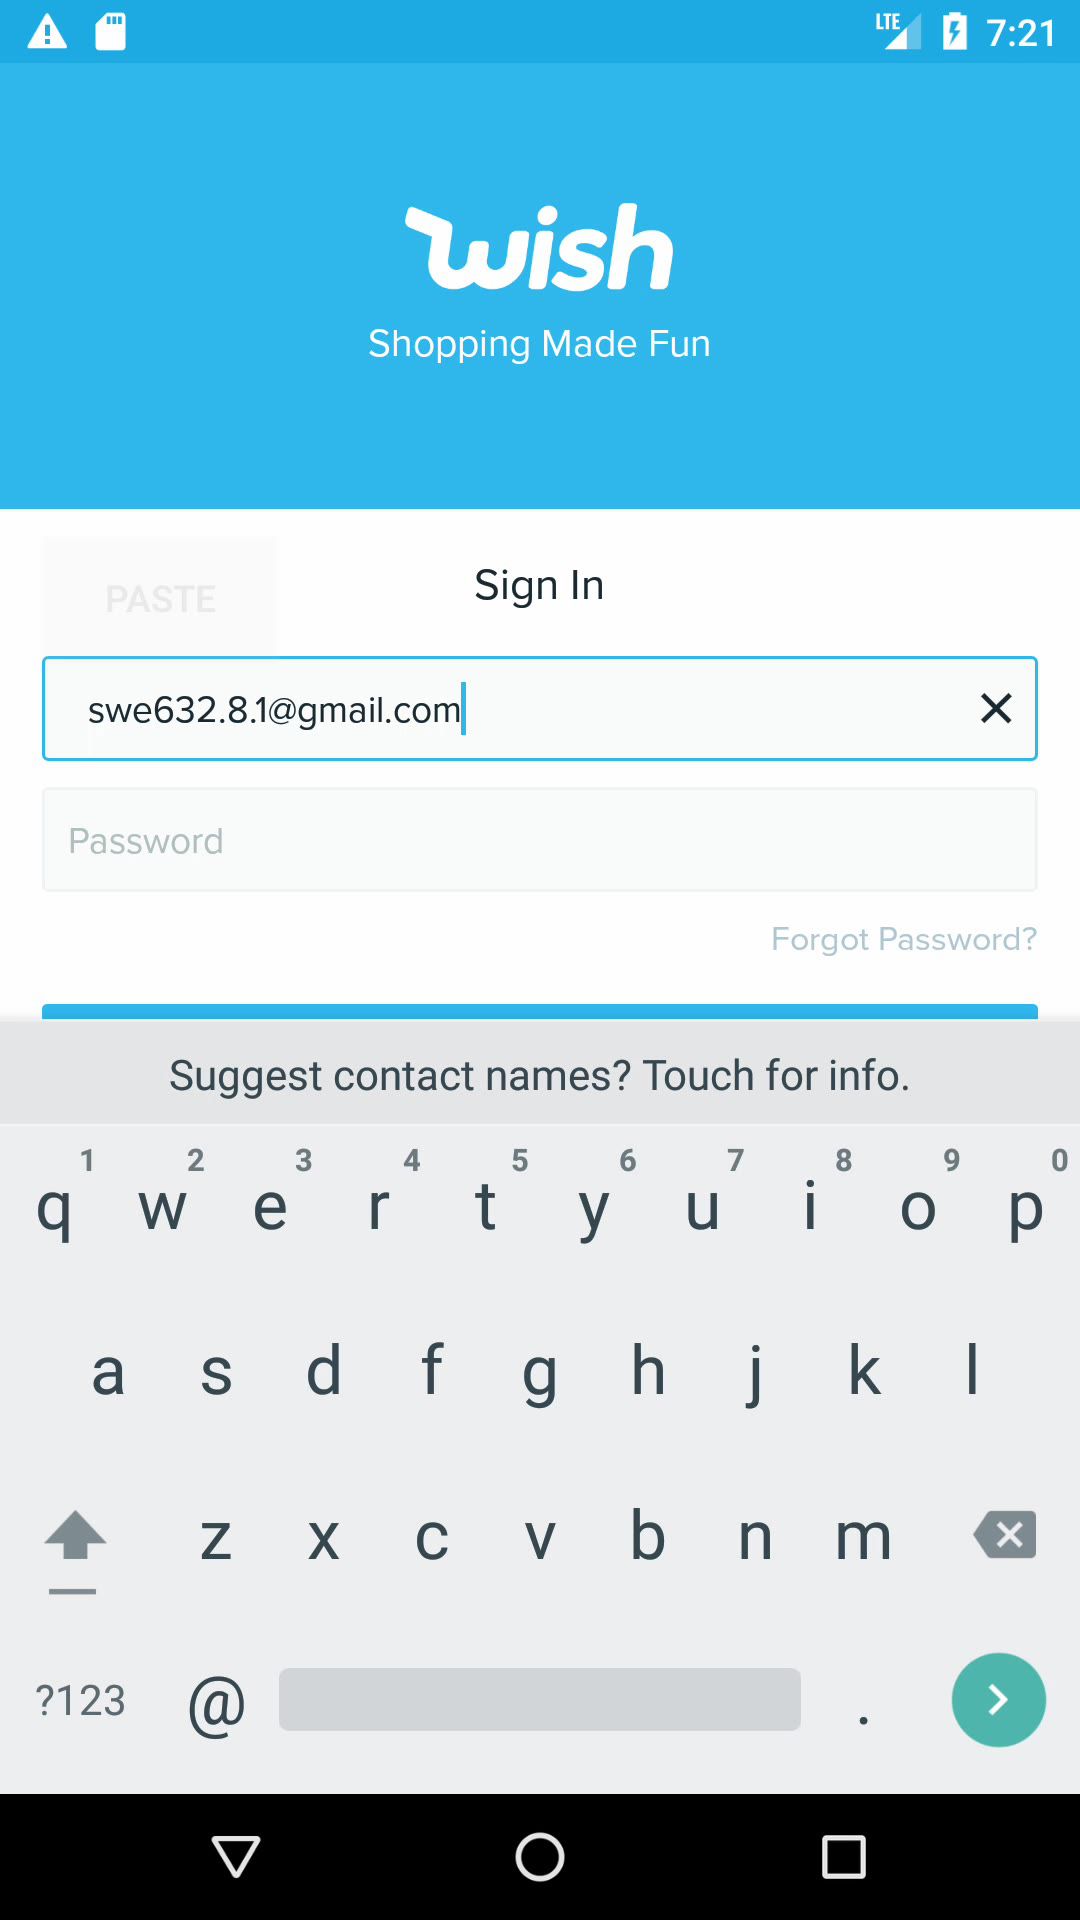 LTE 7:21
wish
Shopping Made Fun
PASTE
Sign In
swe632.8.1@gmail.com
Password
Forgot Password?
Suggest contact names? Touch for info.
1 2 3 4 5 6 7 8 9 0
q w e r t y u i o p
a s d f g h j k l
z x c v b n m
?123 @ .